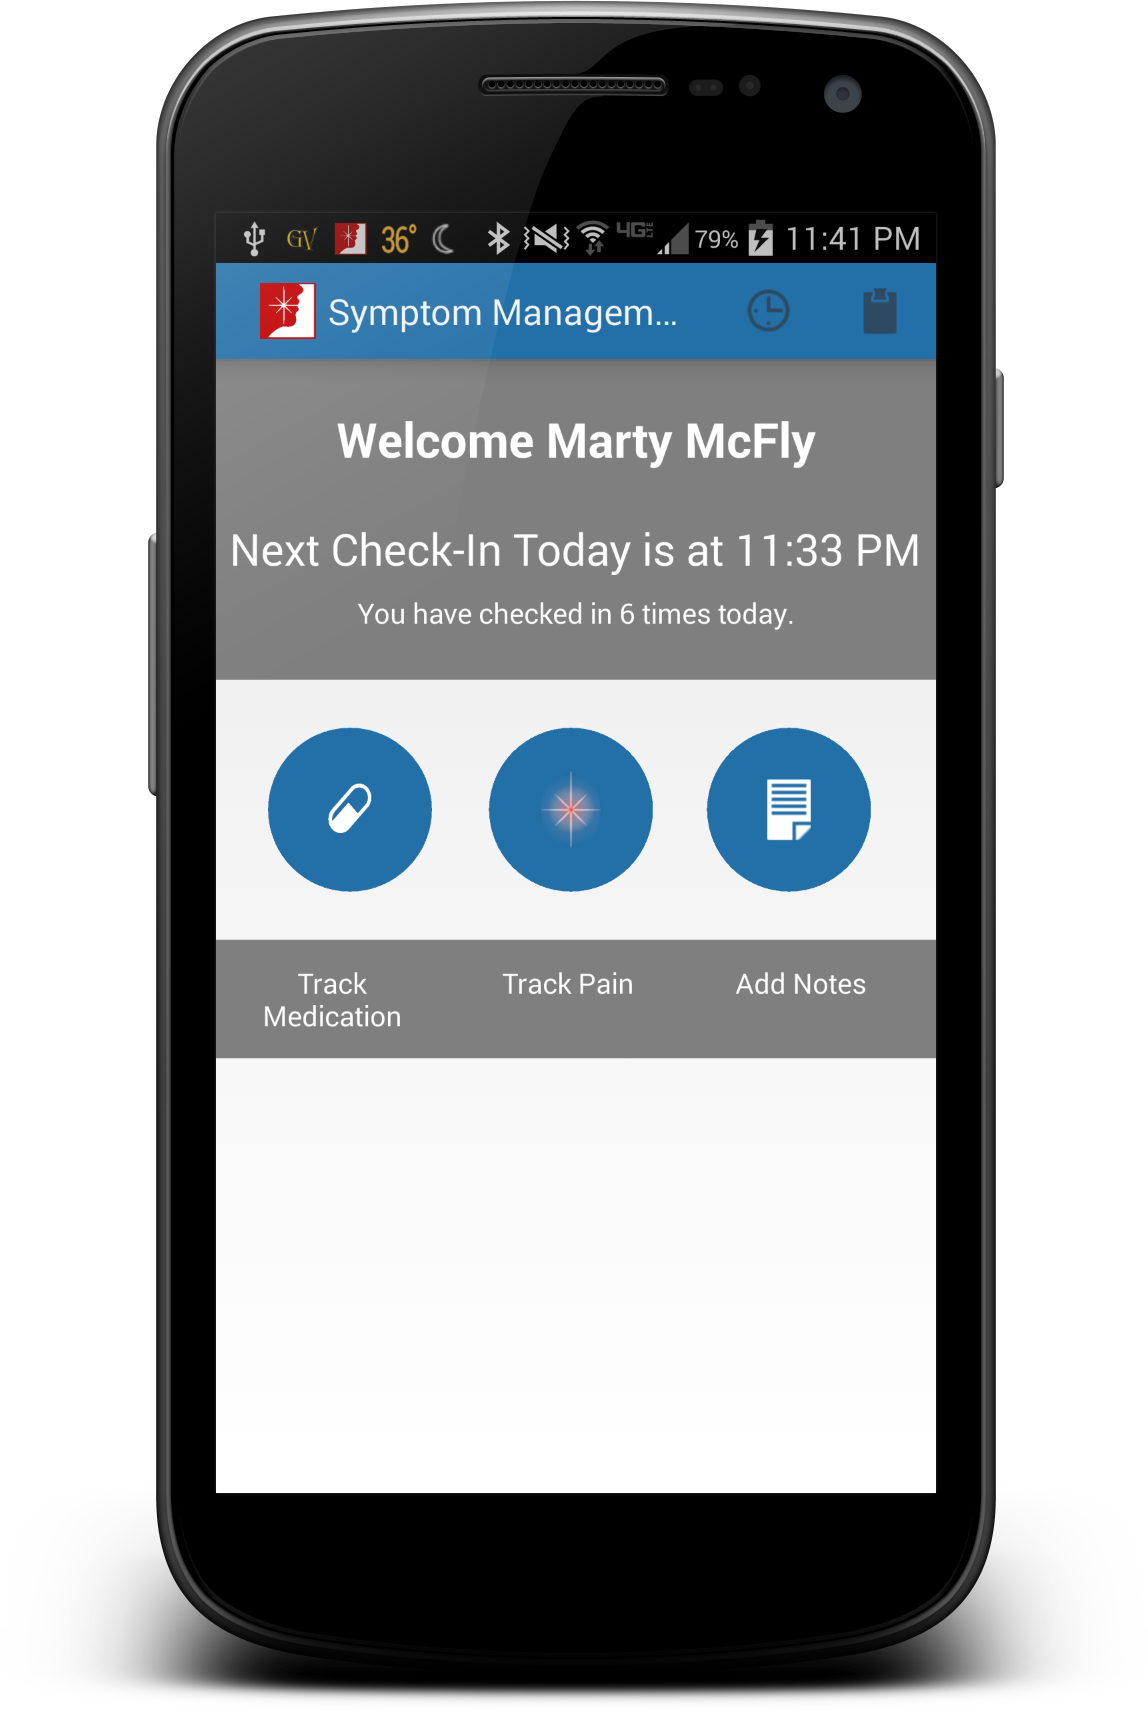 GV 36° 4G LTE 79% 11:41 PM
Symptom Managem...
Welcome Marty McFly
Next Check-In Today is at 11:33 PM
You have checked in 6 times today.
Track
Medication
Track Pain
Add Notes